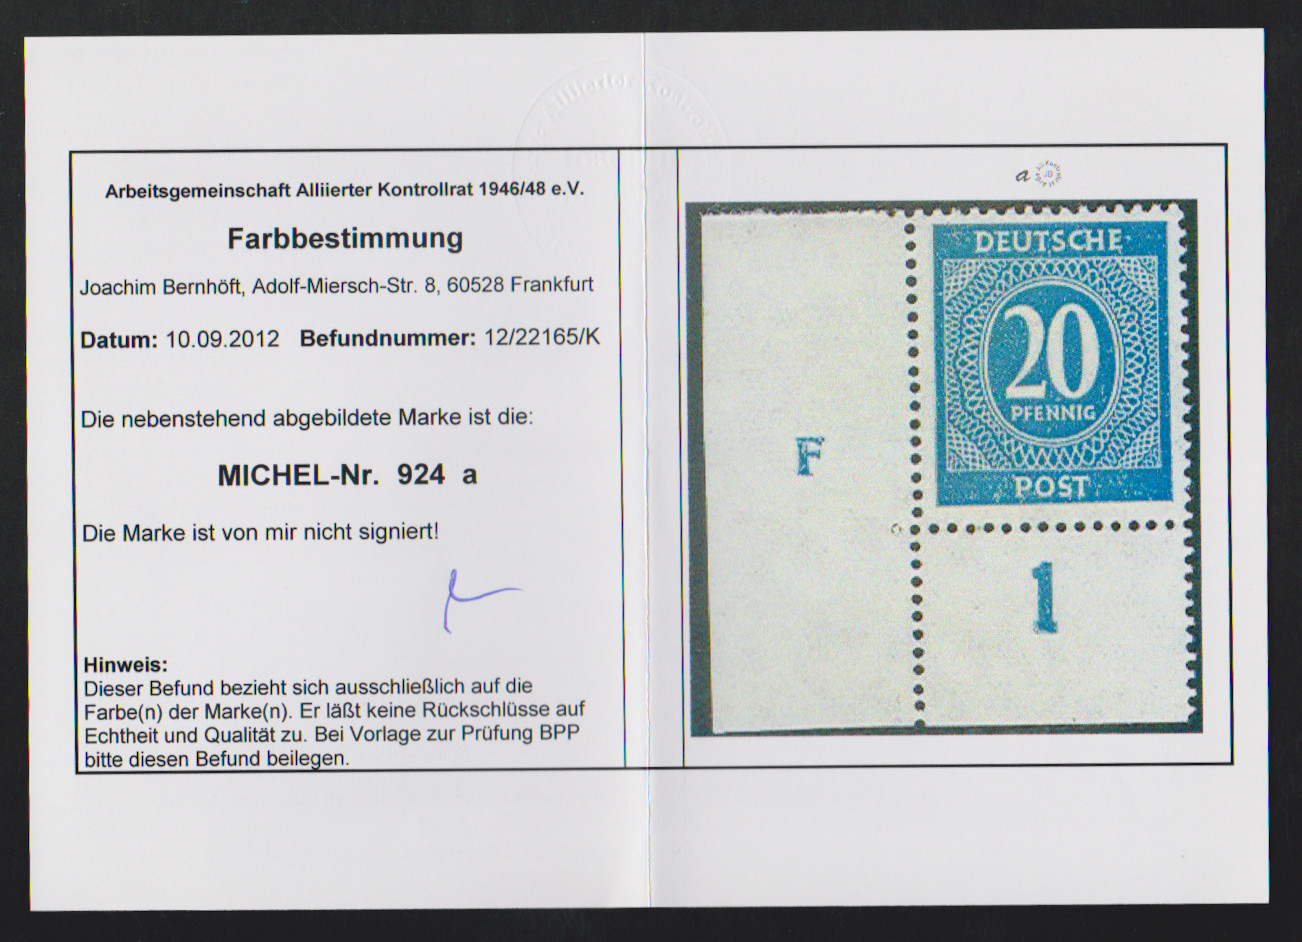 Alliierter Kontroll
Arbeitsgemeinschaft Alliierter Kontrollrat 1946/48 e.V.
Farbbestimmung
Joachim Bernhöft, Adolf-Miersch-Str. 8, 60528 Frankfurt
Datum: 10.09.2012 Befundnummer: 12/22165/K
Die nebenstehend abgebildete Marke ist die:
MICHEL-Nr. 924 a
Die Marke ist von mir nicht signiert!
Hinweis:
Dieser Befund bezieht sich ausschließlich auf die
Farbe(n) der Marke(n). Er läßt keine Rückschlüsse auf
Echtheit und Qualität zu. Bei Vorlage zur Prüfung BPP
bitte diesen Befund beilegen.
a
DEUTSCHE
20
PFENNIG
POST
F
1